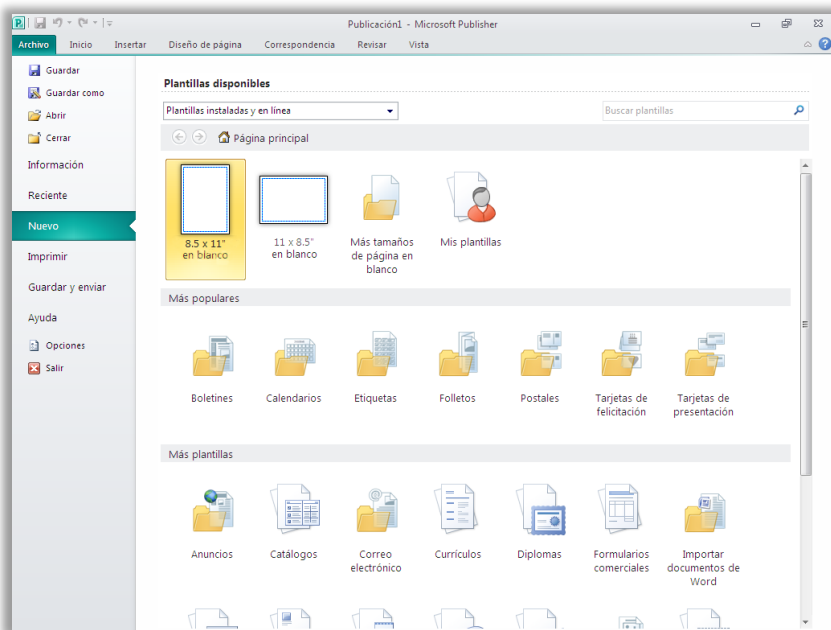 Publicación1 - Microsoft Publisher
Archivo Inicio Insertar Diseño de página Correspondencia Revisar Vista
Guardar
Guardar como
Abrir
Cerrar
Información
Reciente
Nuevo
Imprimir
Guardar y enviar
Ayuda
Opciones
Salir
Plantillas disponibles
Plantillas instaladas y en línea
Buscar plantillas
Página principal
8.5 x 11"
en blanco
11 x 8.5"
en blanco
Más tamaños
de página en
blanco
Mis plantillas
Más populares
Boletines
Calendarios
Etiquetas
Folletos
Postales
Tarjetas de
felicitación
Tarjetas de
presentación
Más plantillas
Anuncios
Catálogos
Correo
electrónico
Currículos
Diplomas
Formularios
comerciales
Importar
documentos de
Word